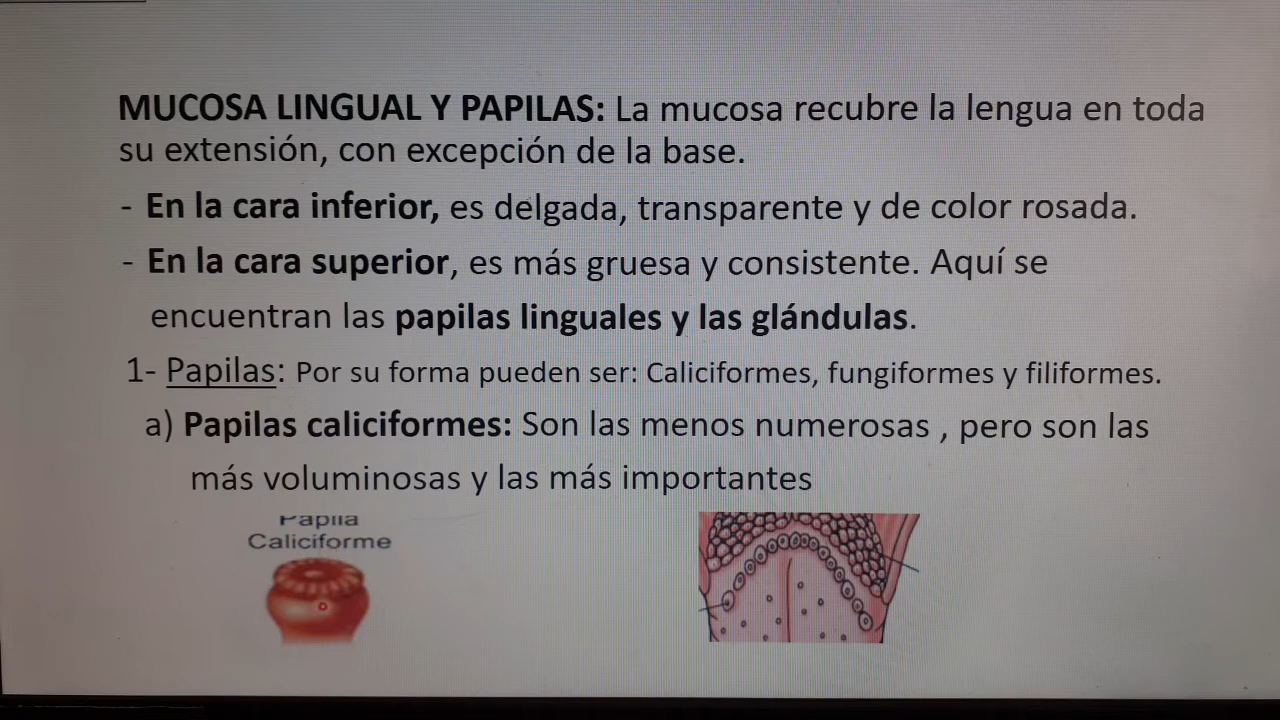 MUCOSA LINGUAL Y PAPILAS: La mucosa recubre la lengua en toda
su extensión, con excepción de la base.
- En la cara inferior, es delgada, transparente y de color rosada.
- En la cara superior, es más gruesa y consistente. Aquí se
encuentran las papilas linguales y las glándulas.
1- Papilas: Por su forma pueden ser: Caliciformes, fungiformes y filiformes.
a) Papilas caliciformes: Son las menos numerosas , pero son las
más voluminosas y las más importantes
Papila
Caliciforme